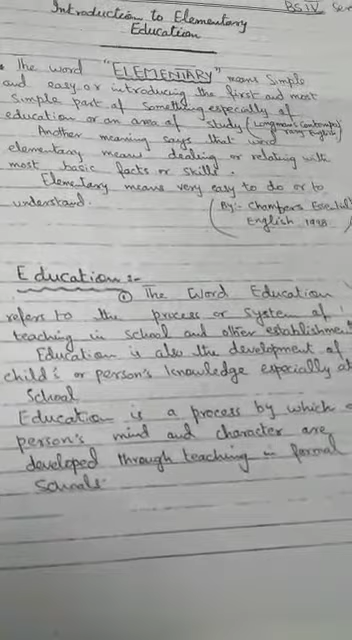 BS IV Sem
Introduction to Elementary
Education
• The word "ELEMENTARY" means simple
and easy or introducing the first and most
simple part of something especially of
education or an area of study (Longman's Contempo
rary English)
Another meaning says that word
elementary means dealing or relating with
most basic facts or skills.
Elementary means very easy to do or to
understand.
(By:- Chambers Essential
English 1998
Education:-
① The Word Education
refers to the process or system of
teaching in school and other establishment
Education is also the development of
child's or person's knowledge especially at
School
Education is a process by which a
person's mind and character are
developed through teaching in formal
Schools